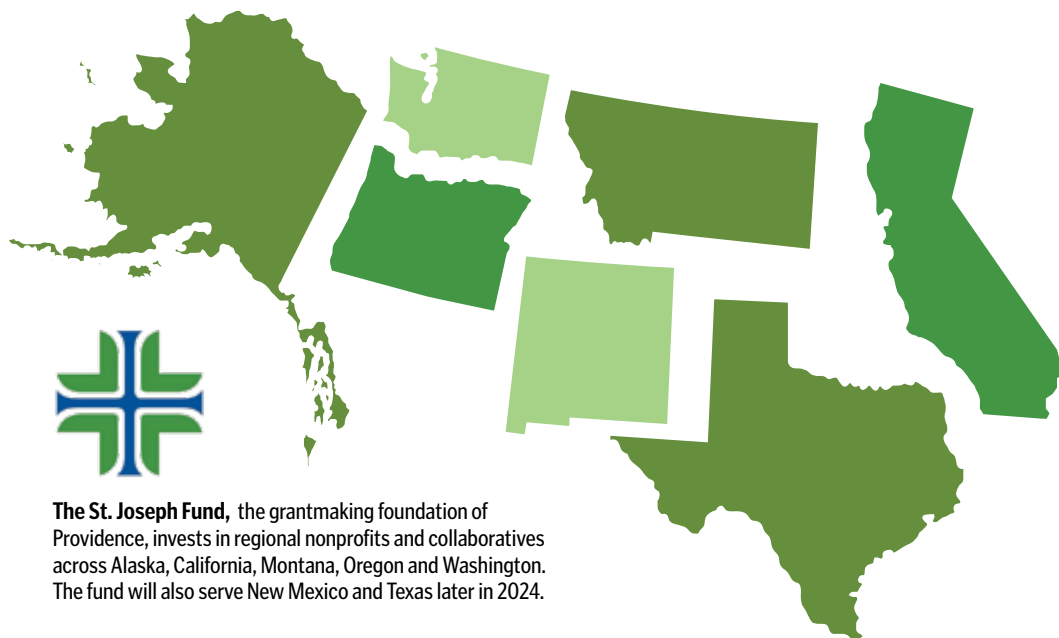 The St. Joseph Fund, the grantmaking foundation of
Providence, invests in regional nonprofits and collaboratives
across Alaska, California, Montana, Oregon and Washington.
The fund will also serve New Mexico and Texas later in 2024.